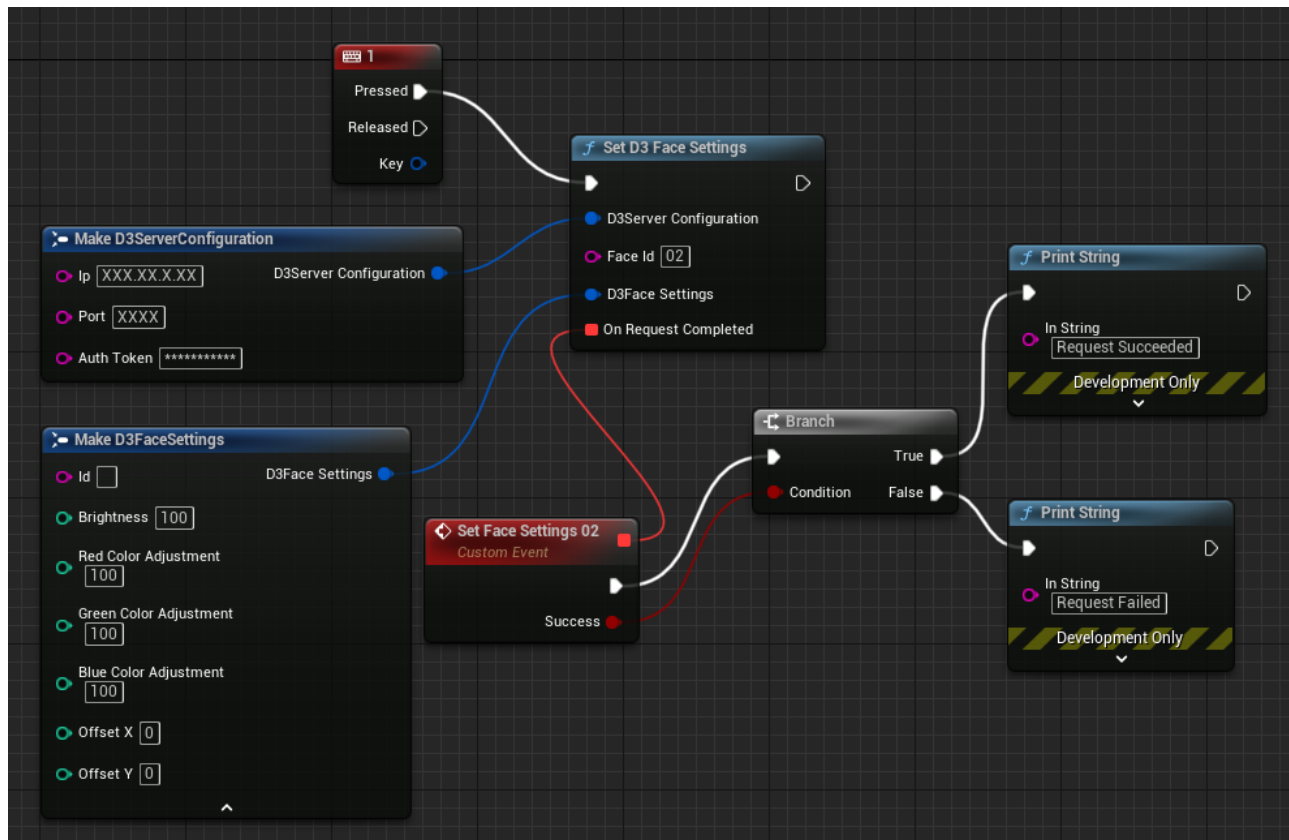 1
Pressed
Released
Key
Set D3 Face Settings
D3Server Configuration
Face Id 02
D3Face Settings
On Request Completed
Make D3ServerConfiguration
Ip XXX.XX.X.XX D3Server Configuration
Port XXXX
Auth Token ***********
Make D3FaceSettings
Id D3Face Settings
Brightness 100
Red Color Adjustment
100
Green Color Adjustment
100
Blue Color Adjustment
100
Offset X 0
Offset Y 0
Set Face Settings 02
Custom Event
Success
Branch
True
Condition False
Print String
In String
Request Succeeded
Development Only
Print String
In String
Request Failed
Development Only